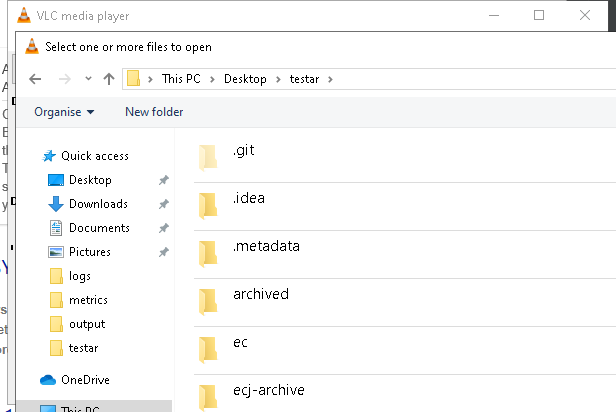 VLC media player
Select one or more files to open
This PC > Desktop > testar >
Organise New folder
Quick access
Desktop
Downloads
Documents
Pictures
logs
metrics
output
testar
OneDrive
This PC
.git
.idea
.metadata
archived
ec
ecj-archive